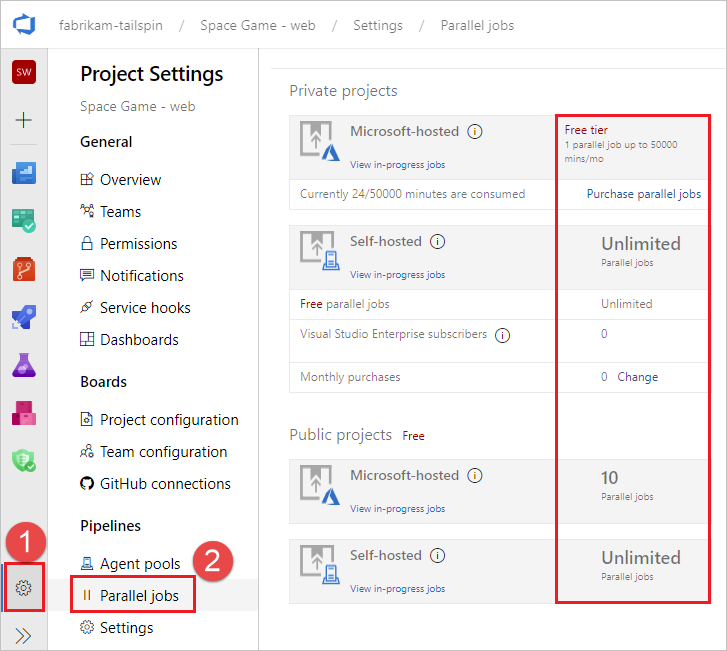 fabrikam-tailspin / Space Game - web / Settings / Parallel jobs
SW
Project Settings
Space Game - web
General
Overview
Teams
Permissions
Notifications
Service hooks
Dashboards
Boards
Project configuration
Team configuration
GitHub connections
Pipelines
Agent pools
Parallel jobs
Settings
1
2
Private projects
Microsoft-hosted
View in-progress jobs
Free tier
1 parallel job up to 50000
mins/mo
Currently 24/50000 minutes are consumed
Purchase parallel jobs
Self-hosted
View in-progress jobs
Unlimited
Parallel jobs
Free parallel jobs
Unlimited
Visual Studio Enterprise subscribers
0
Monthly purchases
0 Change
Public projects Free
Microsoft-hosted
View in-progress jobs
10
Parallel jobs
Self-hosted
View in-progress jobs
Unlimited
Parallel jobs